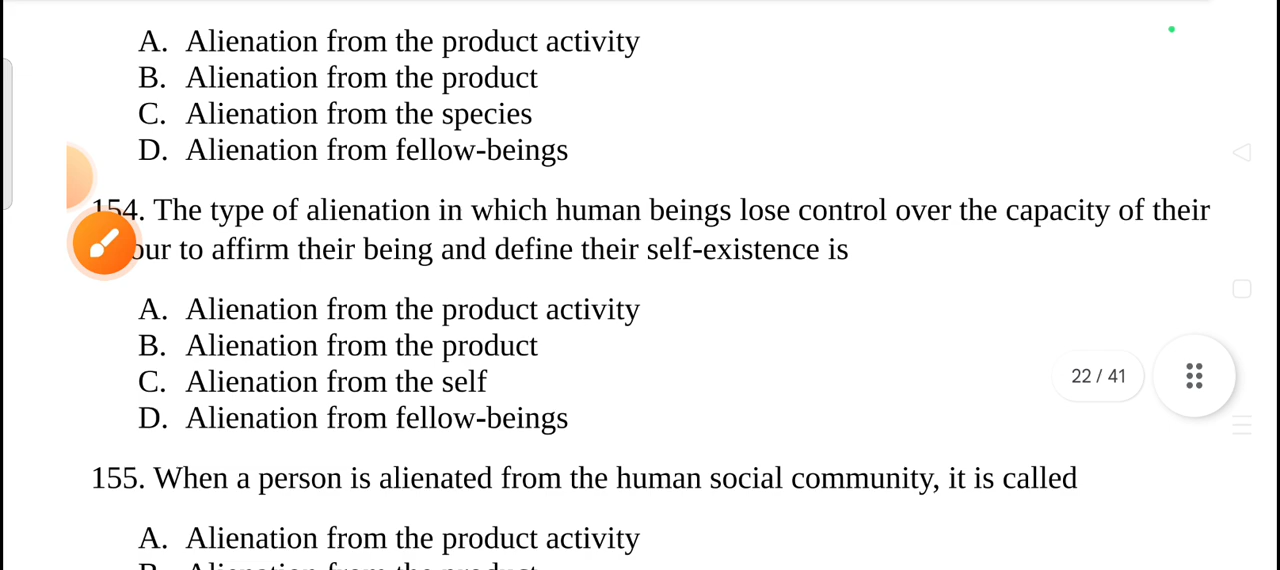 A. Alienation from the product activity
B. Alienation from the product
C. Alienation from the species
D. Alienation from fellow-beings
154. The type of alienation in which human beings lose control over the capacity of their
our to affirm their being and define their self-existence is
A. Alienation from the product activity
B. Alienation from the product
C. Alienation from the self
22 / 41
D. Alienation from fellow-beings
155. When a person is alienated from the human social community, it is called
A. Alienation from the product activity